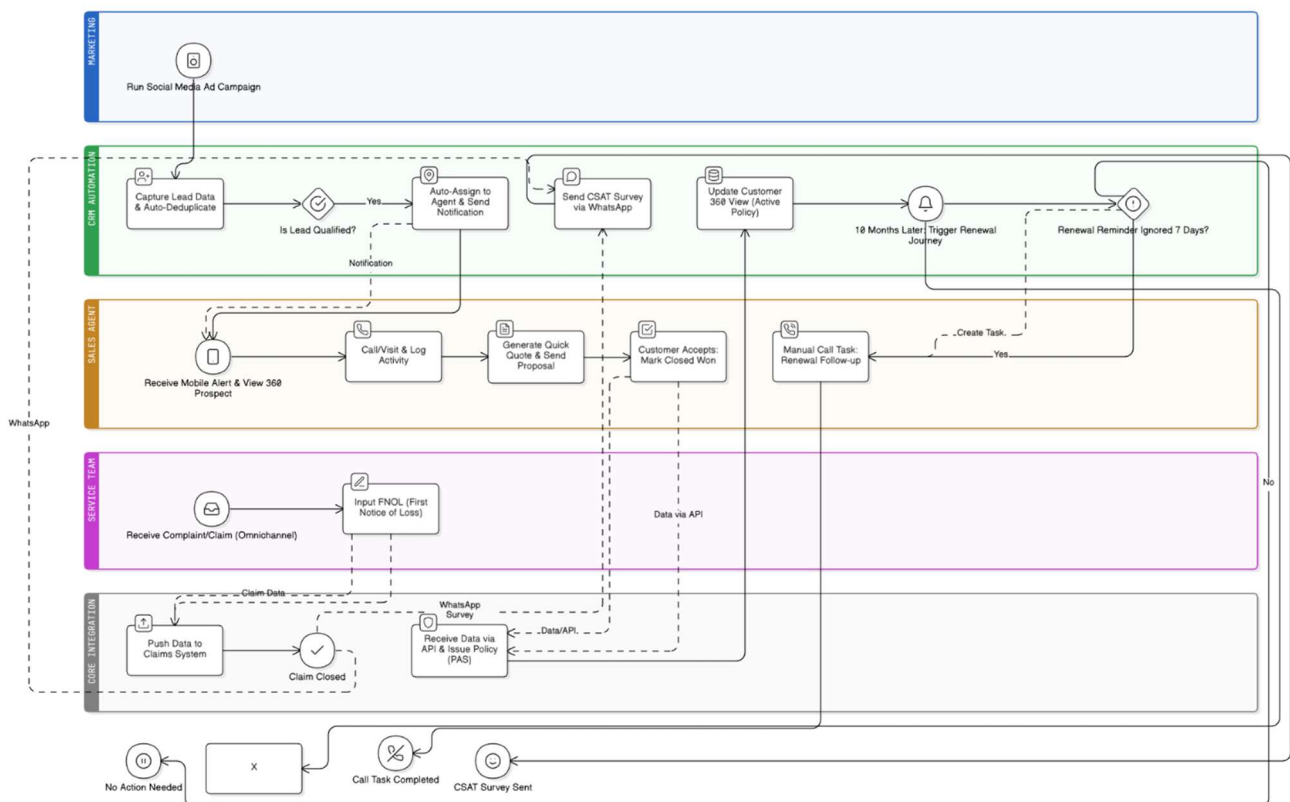 MARKETING
Run Social Media Ad Campaign
CRM AUTOMATION
Capture Lead Data
& Auto-Deduplicate
Is Lead Qualified?
Yes
Auto-Assign to
Agent & Send
Notification
Notification
Send CSAT Survey
via WhatsApp
Update Customer
360 View (Active
Policy)
10 Months Later: Trigger Renewal
Journey
Renewal Reminder Ignored 7 Days?
SALES AGENT
Receive Mobile Alert & View 360
Prospect
Call/Visit & Log
Activity
Generate Quick
Quote & Send
Proposal
Customer Accepts:
Mark Closed Won
Manual Call Task:
Renewal Follow-up
Create Task
Yes
WhatsApp
SERVICE TEAM
Receive Complaint/Claim (Omnichannel)
Input FNOL (First
Notice of Loss)
Data via API
No
CORE INTEGRATION
Claim Data
Push Data to
Claims System
Claim Closed
WhatsApp
Survey
Receive Data via
API & Issue Policy
(PAS)
Data/API
No Action Needed
X
Call Task Completed
CSAT Survey Sent